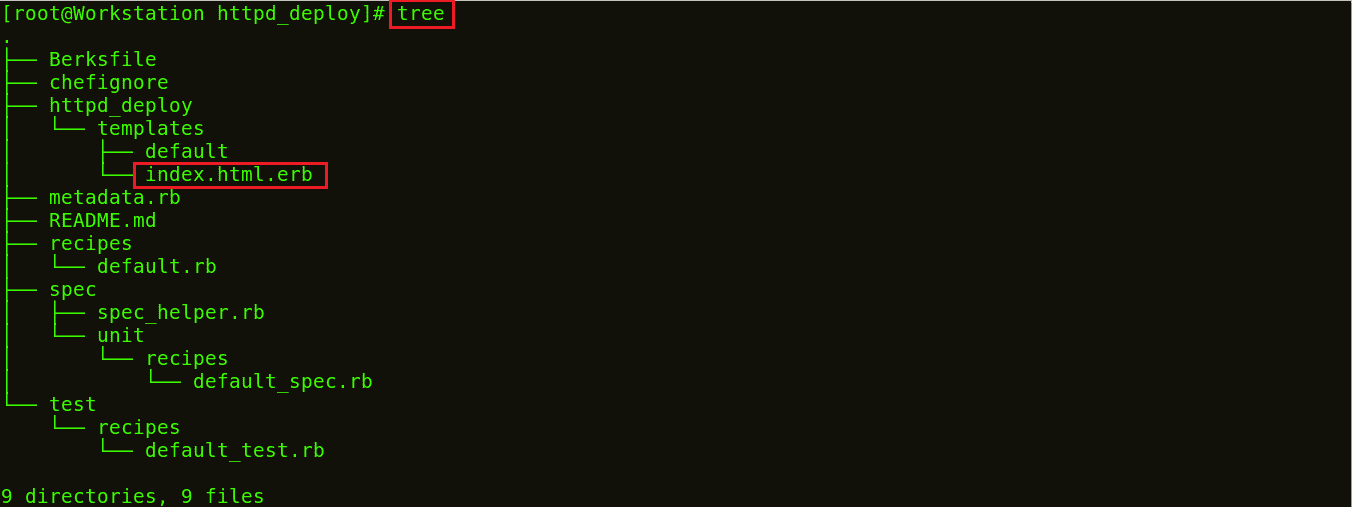 [root@Workstation httpd_deploy]# tree
.
├── Berksfile
├── chefignore
├── httpd_deploy
│   └── templates
│       ├── default
│       └── index.html.erb
├── metadata.rb
├── README.md
├── recipes
│   └── default.rb
├── spec
│   ├── spec_helper.rb
│   └── unit
│       └── recipes
│           └── default_spec.rb
└── test
    └── recipes
        └── default_test.rb

9 directories, 9 files